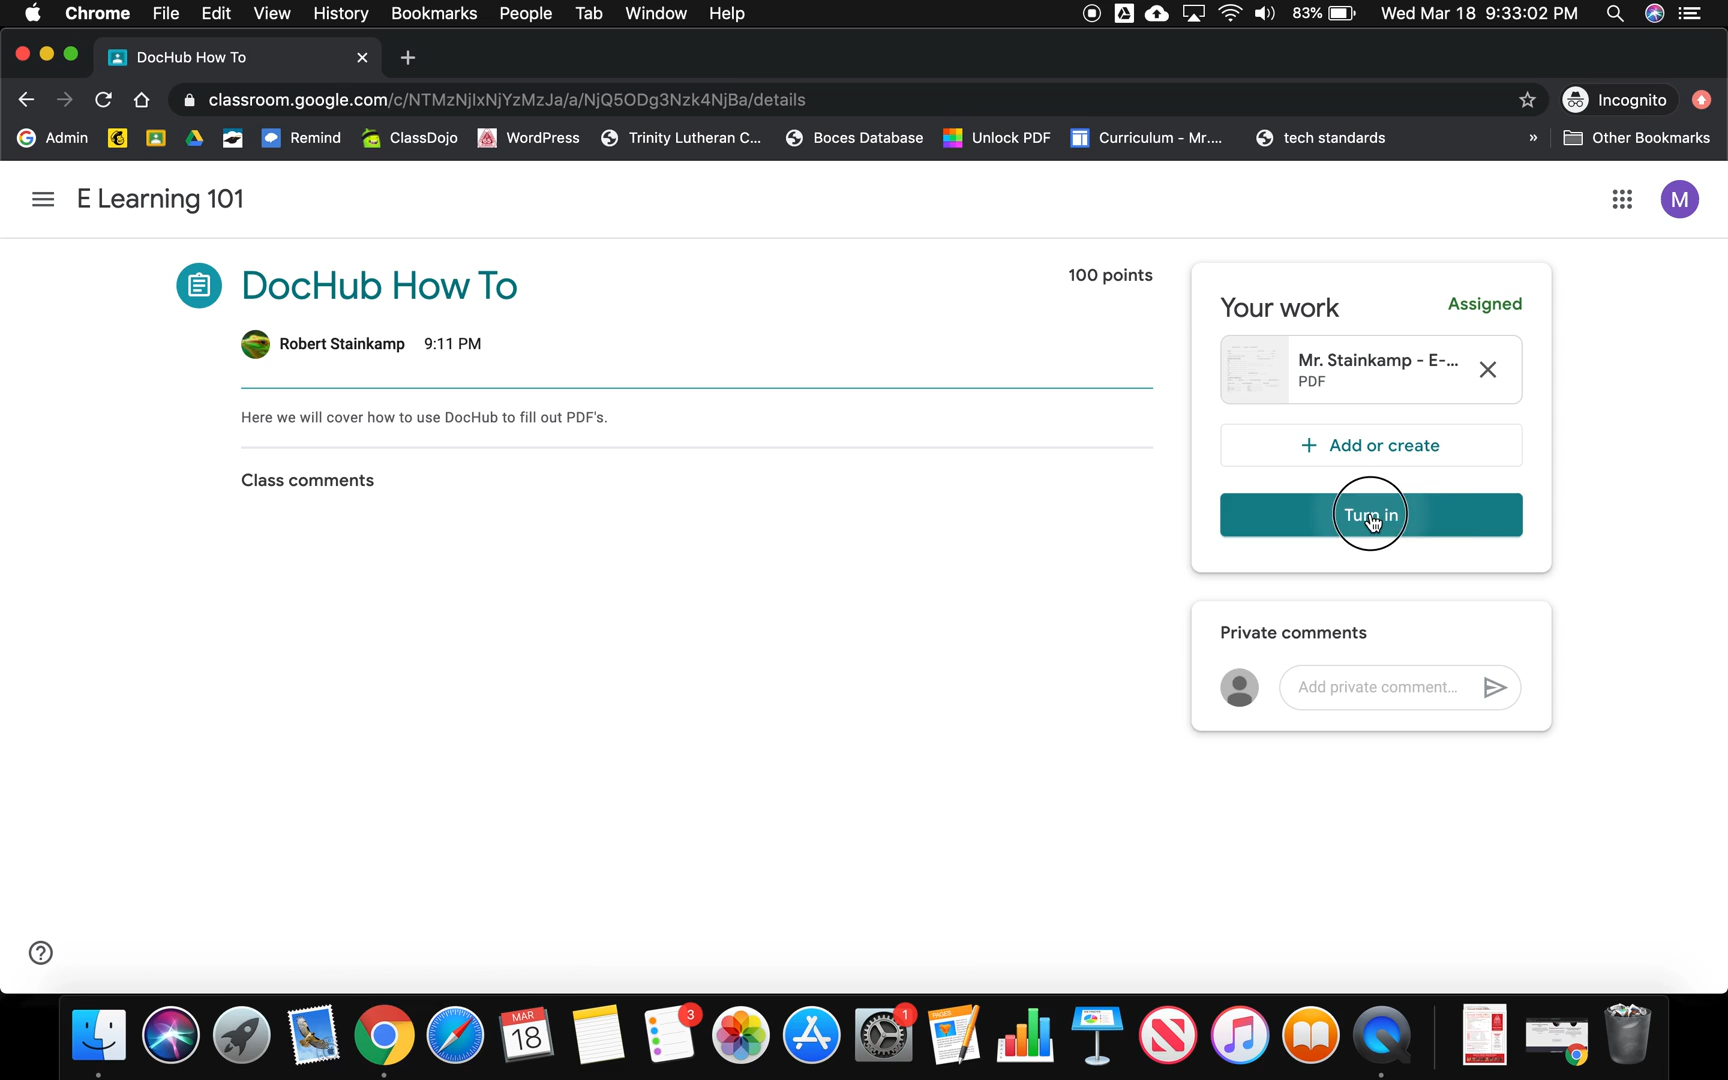 Chrome File Edit View History Bookmarks People Tab Window Help 83% Wed Mar 18 9:33:02 PM
DocHub How To
classroom.google.com/c/NTMzNjIxNjYzMzJa/a/NjQ5ODg3Nzk4NjBa/details Incognito
Admin Remind ClassDojo WordPress Trinity Lutheran C... Boces Database Unlock PDF Curriculum - Mr.... tech standards » Other Bookmarks
E Learning 101 M
DocHub How To
100 points
Robert Stainkamp 9:11 PM
Here we will cover how to use DocHub to fill out PDF's.
Class comments
Your work Assigned
Mr. Stainkamp - E-...
PDF
+ Add or create
Turn in
Private comments
Add private comment...
MAR
18
3
1
PAGES